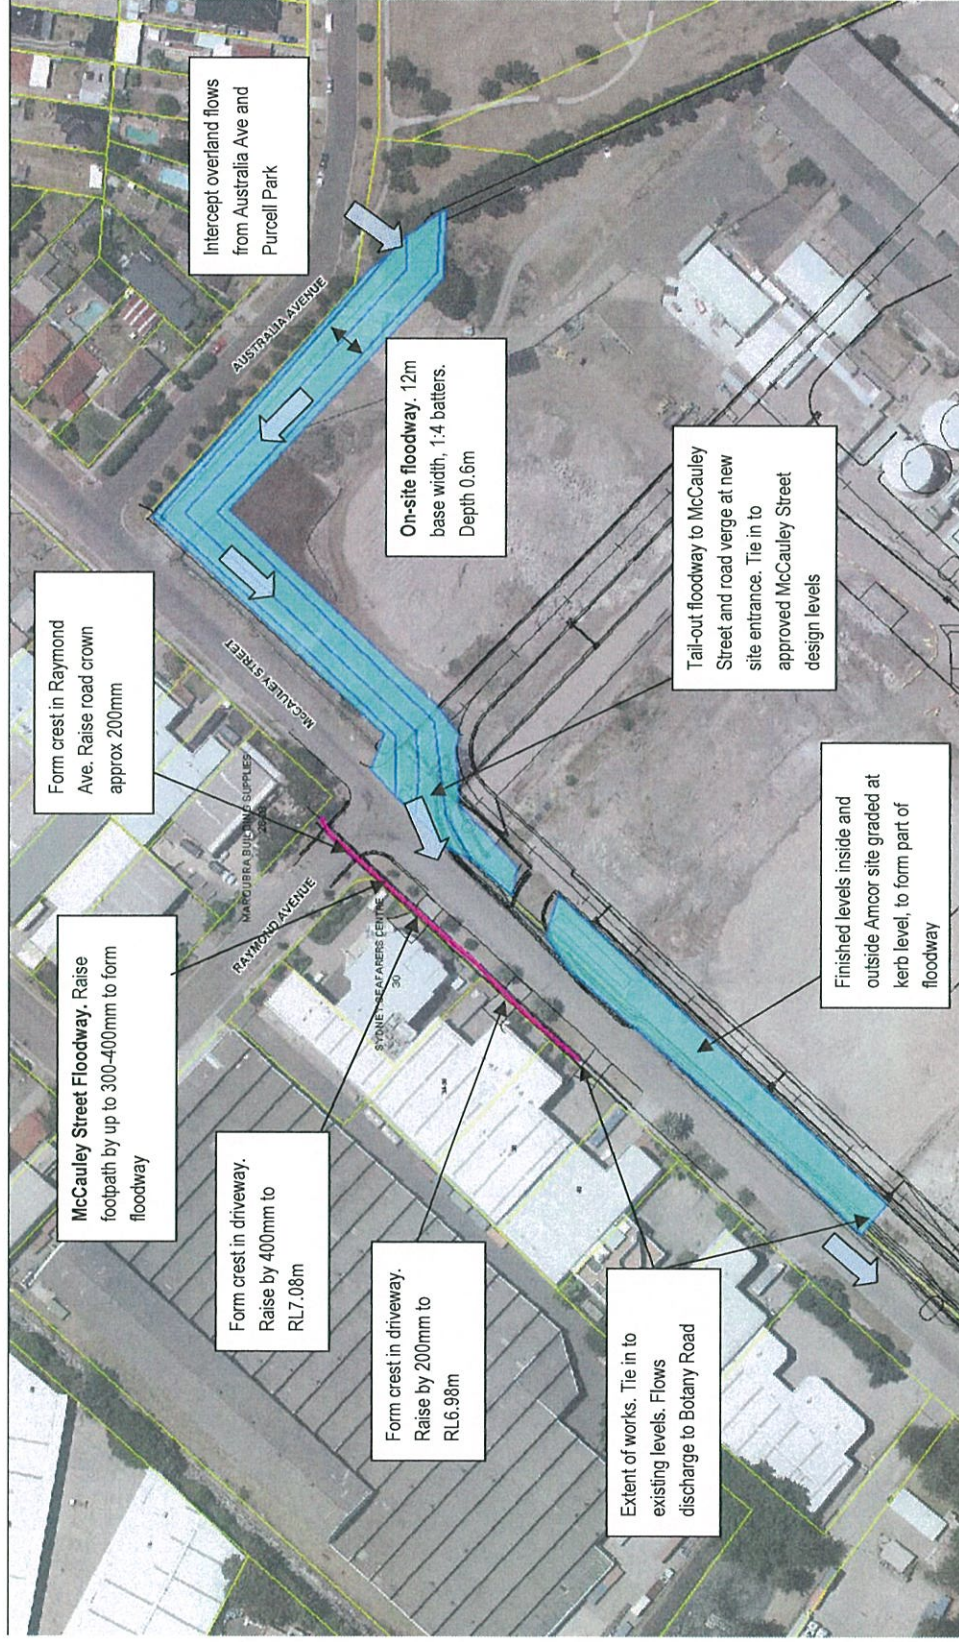 Intercept overland flows
from Australia Ave and
Purcell Park
AUSTRALIA AVENUE
On-site floodway. 12m
base width, 1:4 batters.
Depth 0.6m
Form crest in Raymond
Ave. Raise road crown
approx 200mm
McCAULEY STREET
Tail-out floodway to McCauley
Street and road verge at new
site entrance. Tie in to
approved McCauley Street
design levels
MAROUBRA BUILDING SUPPLIES
RAYMOND AVENUE
McCauley Street Floodway. Raise
footpath by up to 300-400mm to form
floodway
SYDNEY SEAFARERS CENTRE
30
Finished levels inside and
outside Amcor site graded at
kerb level, to form part of
floodway
Form crest in driveway.
Raise by 400mm to
RL7.08m
Form crest in driveway.
Raise by 200mm to
RL6.98m
Extent of works. Tie in to
existing levels. Flows
discharge to Botany Road